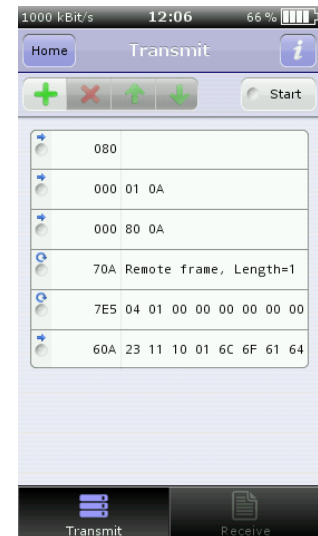 1000 kBit/s 12:06 66 %
Home Transmit i
Start
080
000 01 0A
000 80 0A
70A Remote frame, Length=1
7E5 04 01 00 00 00 00 00 00
60A 23 11 10 01 6C 6F 61 64
Transmit Receive